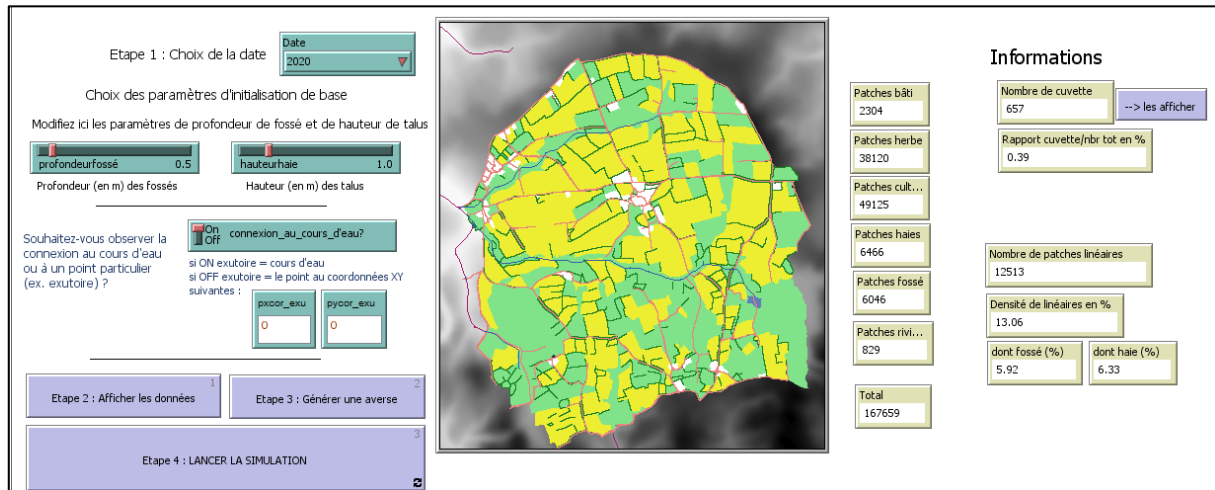 Etape 1 : Choix de la date
Date
2020
Choix des paramètres d'initialisation de base
Modifiez ici les paramètres de profondeur de fossé et de hauteur de talus
profondeurfossé 0.5
hauteurhaie 1.0
Profondeur (en m) des fossés
Hauteur (en m) des talus
Souhaitez-vous observer la
connexion au cours d'eau
ou à un point particulier
(ex. exutoire) ?
On
Off
connexion_au_cours_d'eau?
si ON exutoire = cours d'eau
si OFF exutoire = le point au coordonnées XY
suivantes :
pxcor_exu
0
pycor_exu
0
1
Etape 2 : Afficher les données
2
Etape 3 : Générer une averse
3
Etape 4 : LANCER LA SIMULATION
Patches bâti
2304
Patches herbe
38120
Patches cult...
49125
Patches haies
6466
Patches fossé
6046
Patches rivi...
829
Total
167659
Informations
Nombre de cuvette
657
--> les afficher
Rapport cuvette/nbr tot en %
0.39
Nombre de patches linéaires
12513
Densité de linéaires en %
13.06
dont fossé (%)
5.92
dont haie (%)
6.33